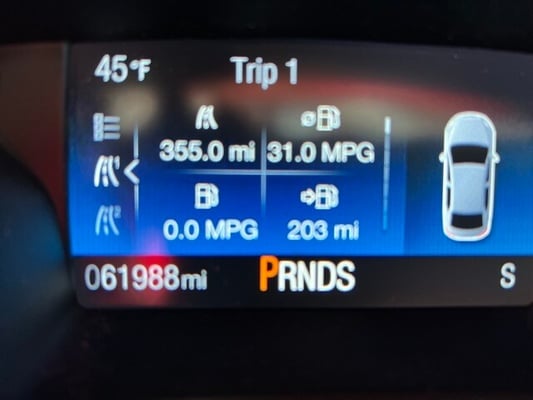 45°F Trip 1
355.0 mi 31.0 MPG
0.0 MPG 203 mi
061988mi PRNDS S